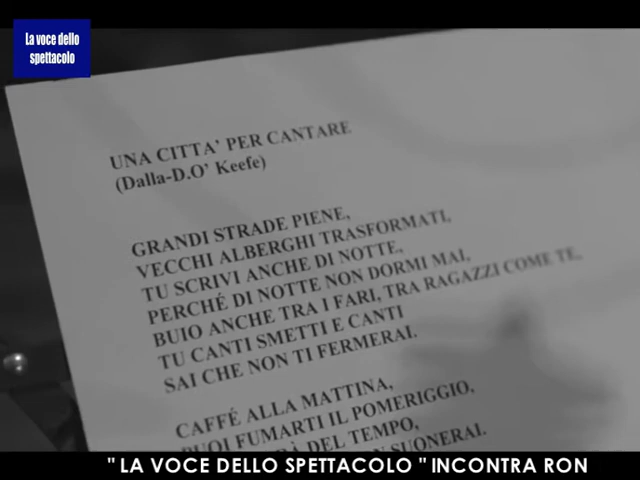 La voce dello
spettacolo
UNA CITTA' PER CANTARE
(Dalla-D.O' Keefe)
GRANDI STRADE PIENE,
VECCHI ALBERGHI TRASFORMATI,
TU SCRIVI ANCHE DI NOTTE,
PERCHÉ DI NOTTE NON DORMI MAI,
BUIO ANCHE TRA I FARI, TRA RAGAZZI COME TE,
TU CANTI SMETTI E CANTI
SAI CHE NON TI FERMERAI.
CAFFÉ ALLA MATTINA,
PUOI FUMARTI IL POMERIGGIO,
DEL TEMPO,
SUONERAI.
"LA VOCE DELLO SPETTACOLO" INCONTRA RON